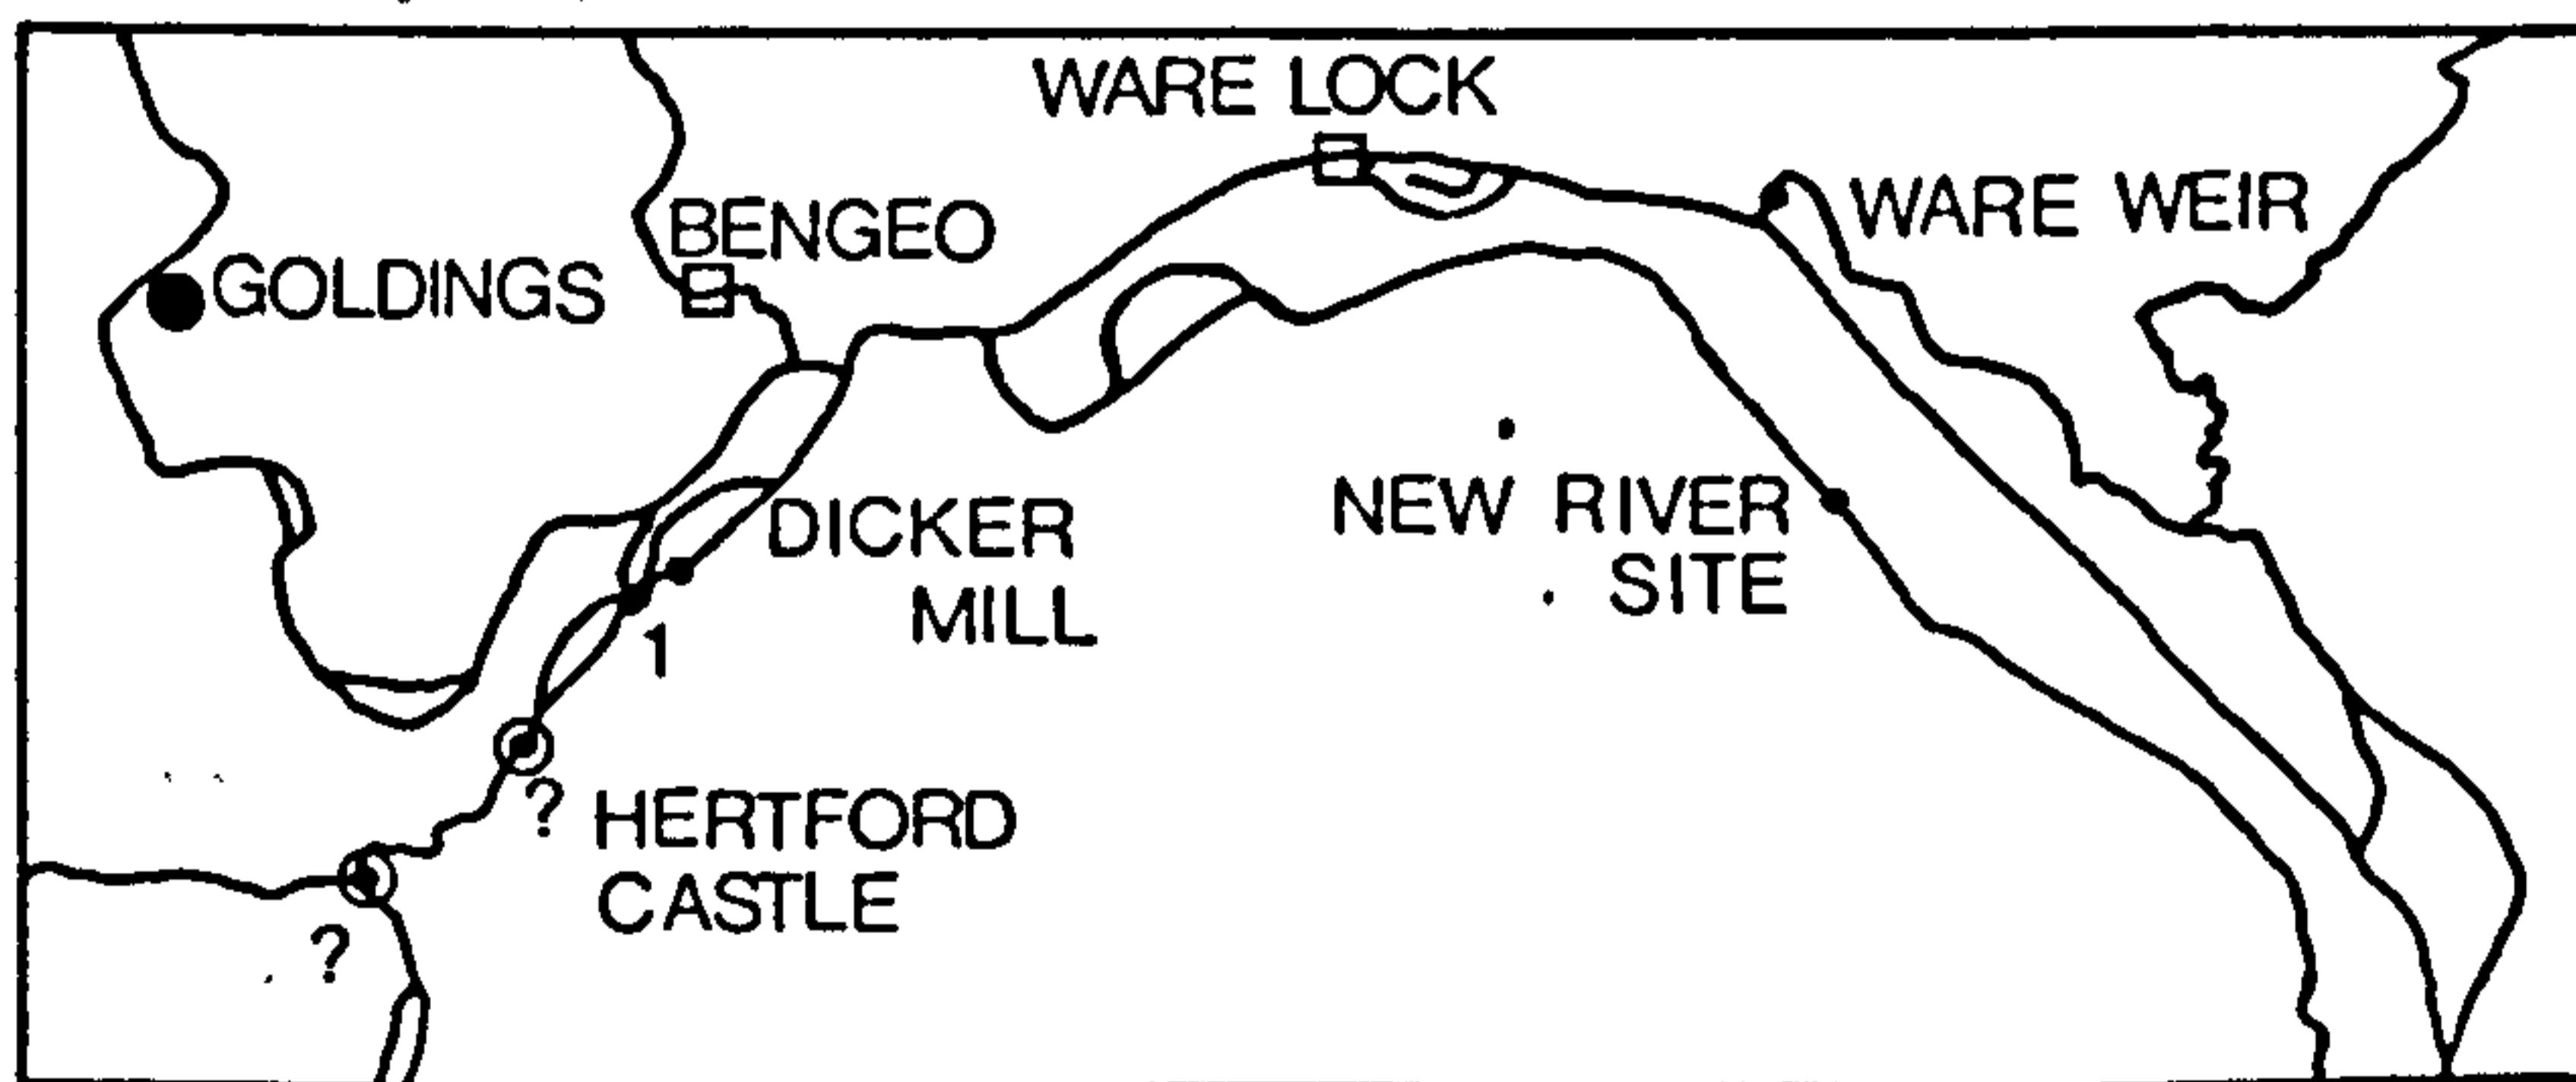 WARE LOCK
WARE WEIR
BENGEO
GOLDINGS
DICKER
MILL
NEW RIVER
SITE
1
?
HERTFORD
CASTLE
?